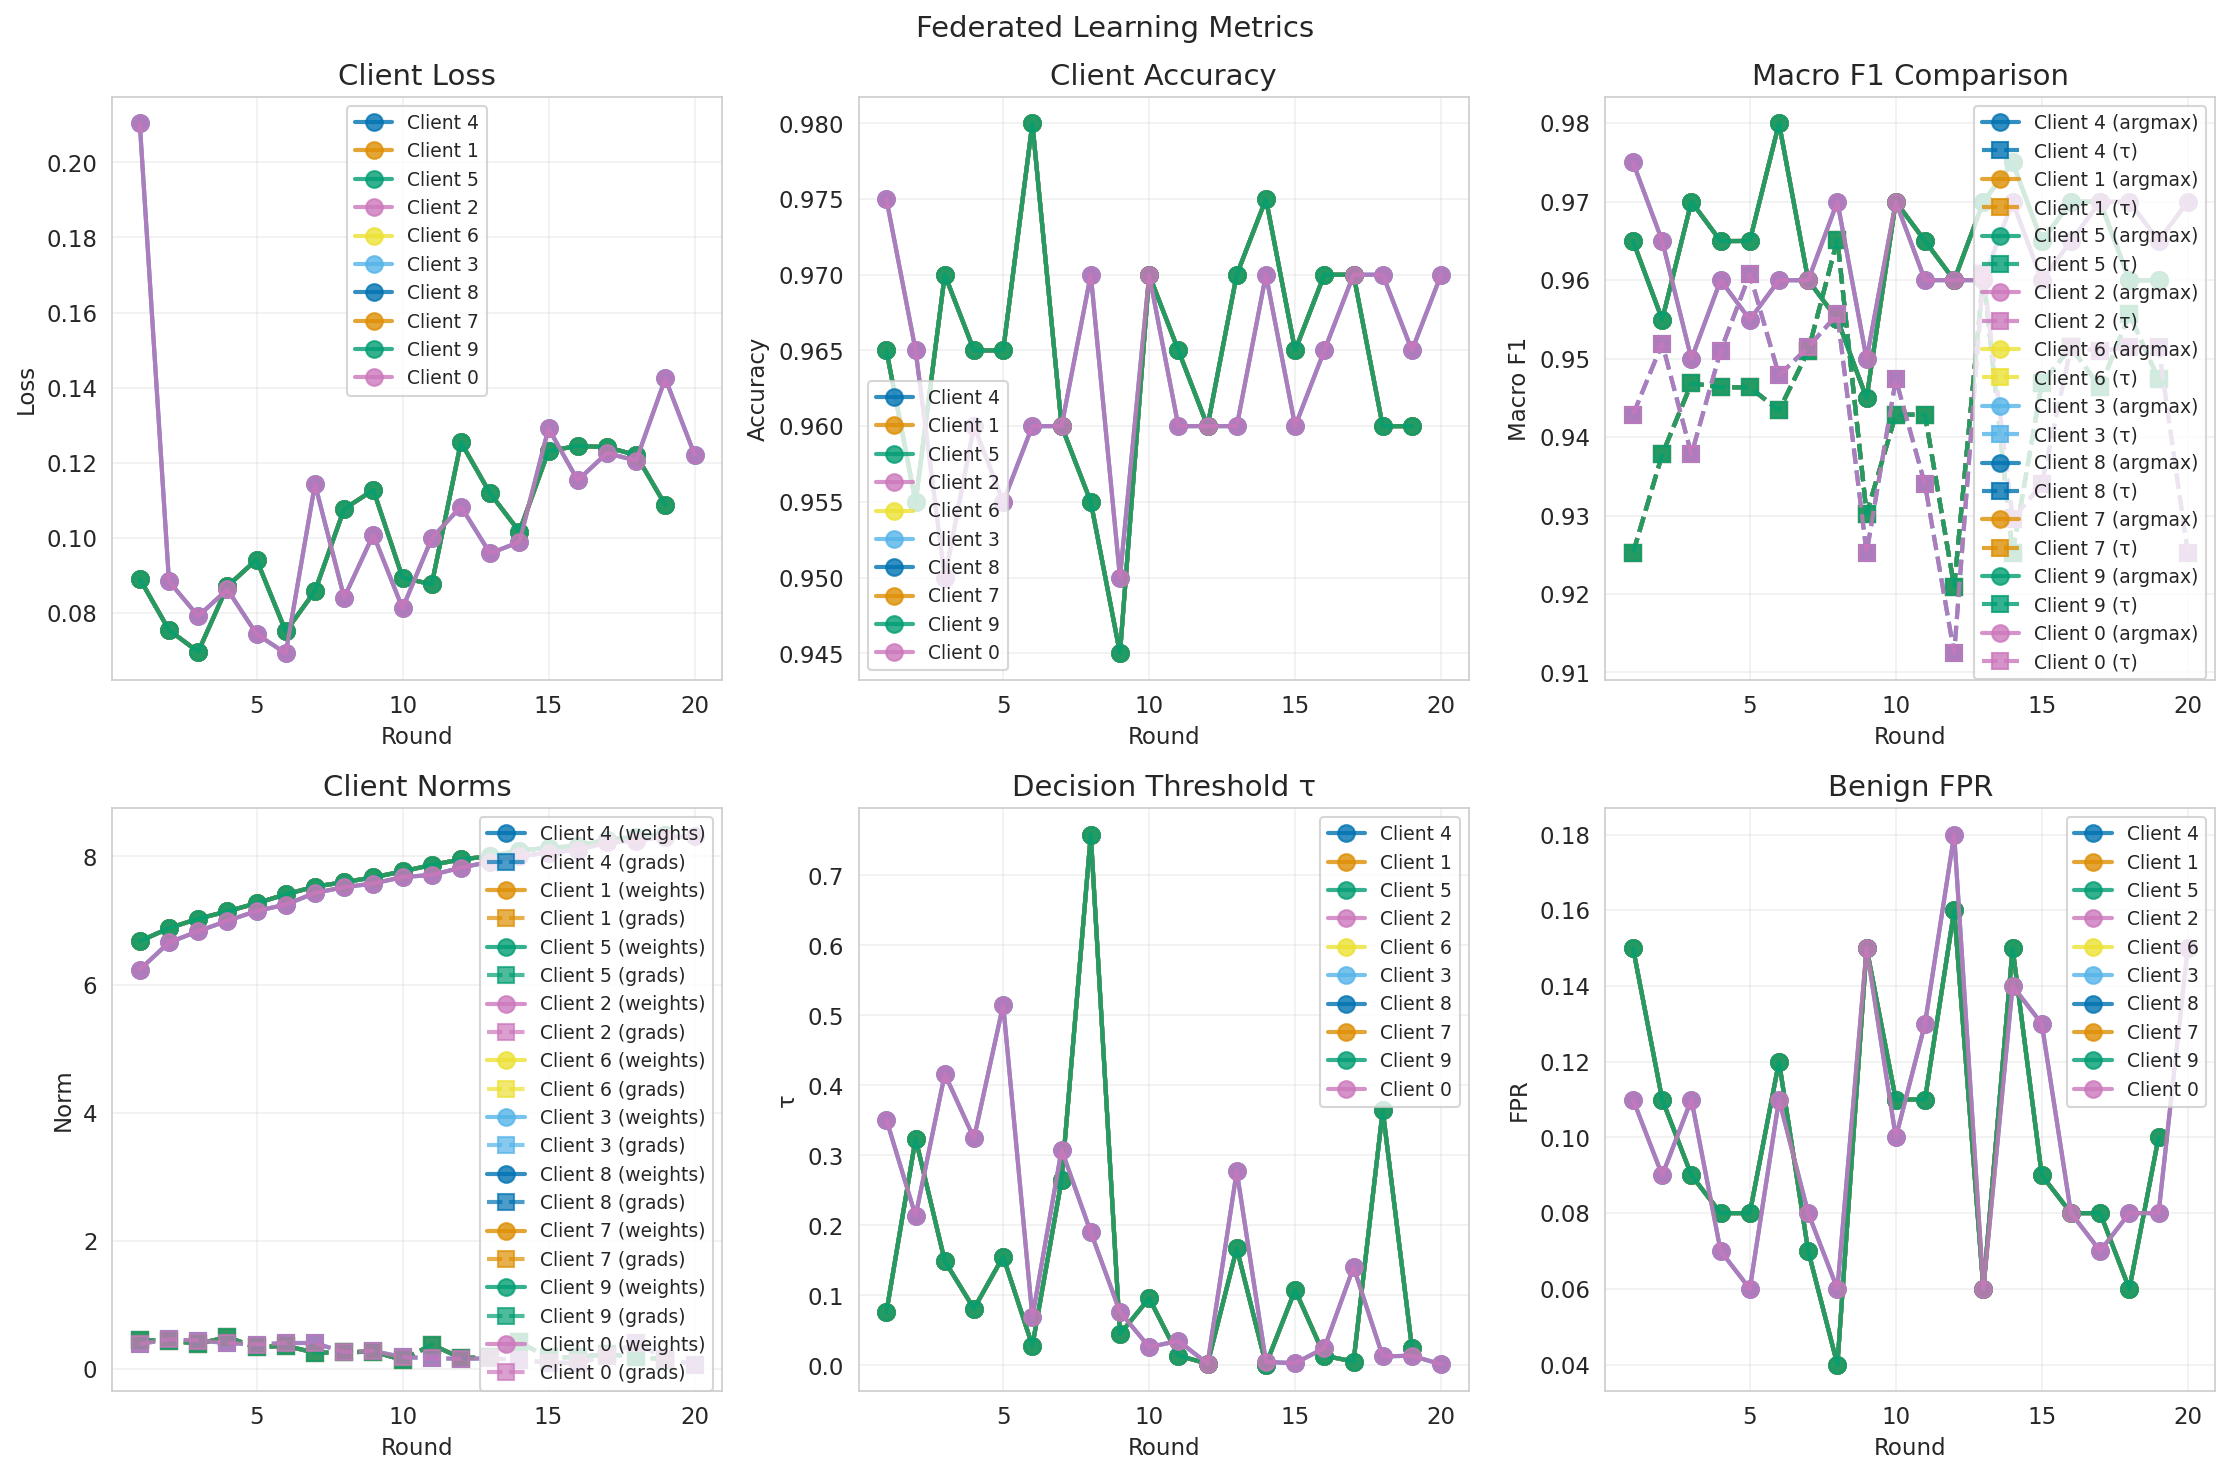 Federated Learning Metrics
Client Loss
Loss
0.20
0.18
0.16
0.14
0.12
0.10
0.08
5
10
15
20
Round
Client 4
Client 1
Client 5
Client 2
Client 6
Client 3
Client 8
Client 7
Client 9
Client 0
Client Accuracy
Accuracy
0.980
0.975
0.970
0.965
0.960
0.955
0.950
0.945
5
10
15
20
Round
Client 4
Client 1
Client 5
Client 2
Client 6
Client 3
Client 8
Client 7
Client 9
Client 0
Macro F1 Comparison
Macro F1
0.98
0.97
0.96
0.95
0.94
0.93
0.92
0.91
5
10
15
20
Round
Client 4 (argmax)
Client 4 (τ)
Client 1 (argmax)
Client 1 (τ)
Client 5 (argmax)
Client 5 (τ)
Client 2 (argmax)
Client 2 (τ)
Client 6 (argmax)
Client 6 (τ)
Client 3 (argmax)
Client 3 (τ)
Client 8 (argmax)
Client 8 (τ)
Client 7 (argmax)
Client 7 (τ)
Client 9 (argmax)
Client 9 (τ)
Client 0 (argmax)
Client 0 (τ)
Client Norms
Norm
8
6
4
2
0
5
10
15
20
Round
Client 4 (weights)
Client 4 (grads)
Client 1 (weights)
Client 1 (grads)
Client 5 (weights)
Client 5 (grads)
Client 2 (weights)
Client 2 (grads)
Client 6 (weights)
Client 6 (grads)
Client 3 (weights)
Client 3 (grads)
Client 8 (weights)
Client 8 (grads)
Client 7 (weights)
Client 7 (grads)
Client 9 (weights)
Client 9 (grads)
Client 0 (weights)
Client 0 (grads)
Decision Threshold τ
τ
0.7
0.6
0.5
0.4
0.3
0.2
0.1
0.0
5
10
15
20
Round
Client 4
Client 1
Client 5
Client 2
Client 6
Client 3
Client 8
Client 7
Client 9
Client 0
Benign FPR
FPR
0.18
0.16
0.14
0.12
0.10
0.08
0.06
0.04
5
10
15
20
Round
Client 4
Client 1
Client 5
Client 2
Client 6
Client 3
Client 8
Client 7
Client 9
Client 0